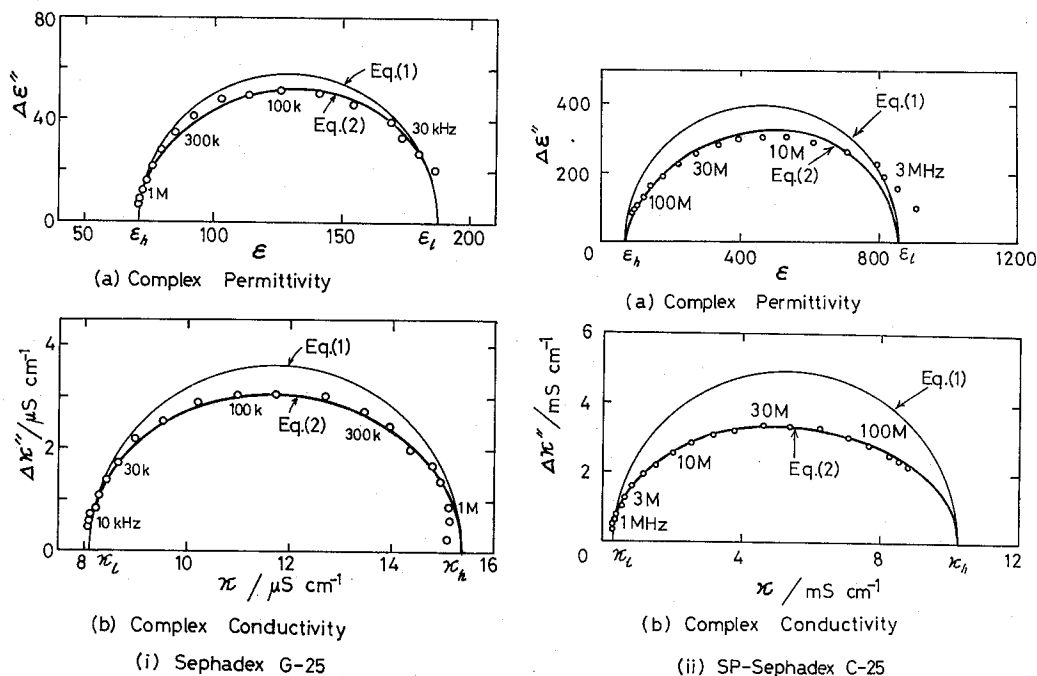 80
40
0
Δε″
Eq.(1)
Eq.(2)
100k
300k
30 kHz
1M
50
100
150
200
εₕ
ε
εₗ
(a) Complex Permittivity
400
200
0
Δε″
Eq.(1)
Eq.(2)
10M
30M
3 MHz
100M
0
400
800
1200
εₕ
ε
εₗ
(a) Complex Permittivity
4
2
0
Δκ″/μS cm⁻¹
Eq.(1)
Eq.(2)
100k
300k
30k
10 kHz
1M
8
10
12
14
16
κₗ
κ / μS cm⁻¹
κₕ
(b) Complex Conductivity
(i) Sephadex G-25
6
4
2
0
Δκ″/mS cm⁻¹
Eq.(1)
30M
100M
Eq.(2)
10M
3M
1MHz
4
8
12
κₗ
κ / mS cm⁻¹
κₕ
(b) Complex Conductivity
(ii) SP-Sephadex C-25